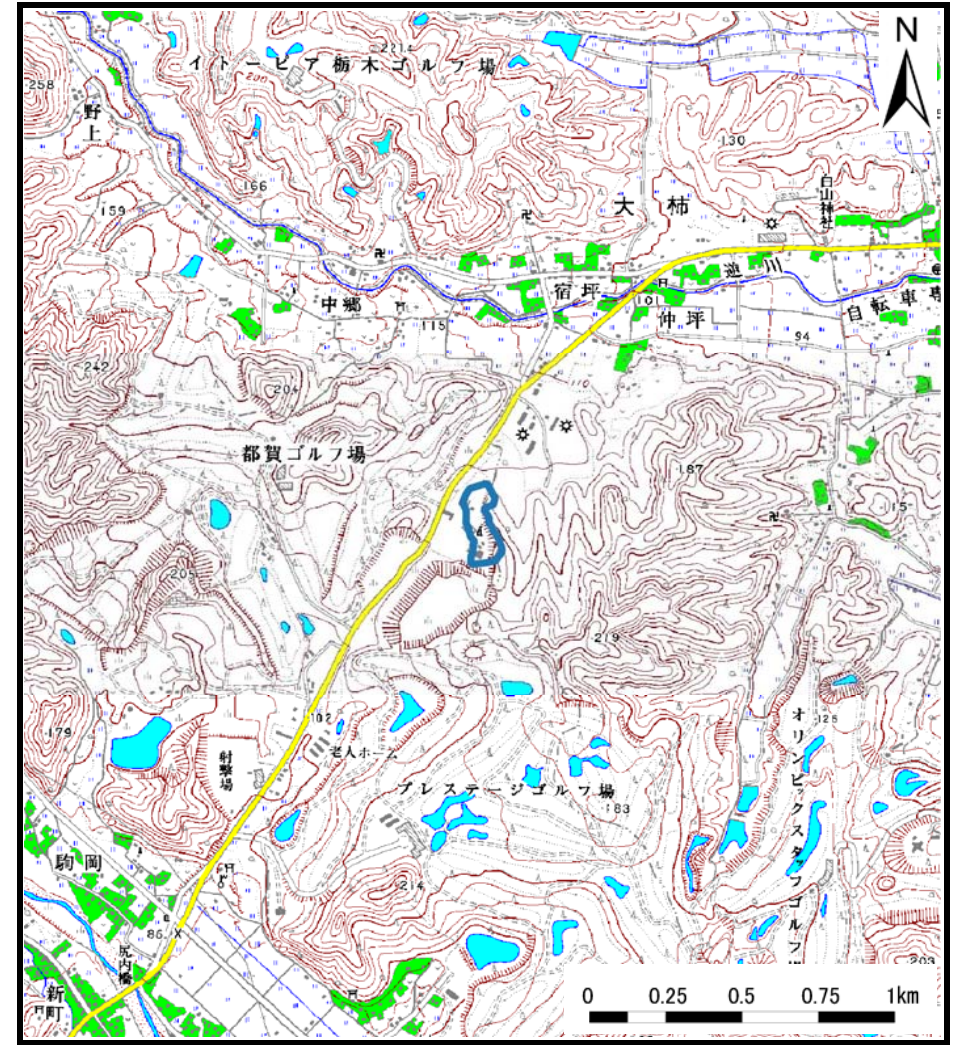 N
イトーピア栃木ゴルフ場
258
野上
130
166
159
大柿
白山神社
逆川
宿坪
101
中郷
115
仲坪
自転車専
94
242
204
110
187
都賀ゴルフ場
205
219
オリンピックスタッフゴルフ場
125
102
179
老人ホーム
射撃場
プレステージゴルフ場
183
駒岡
214
86
尻内橋
203
新町
0 0.25 0.5 0.75 1km